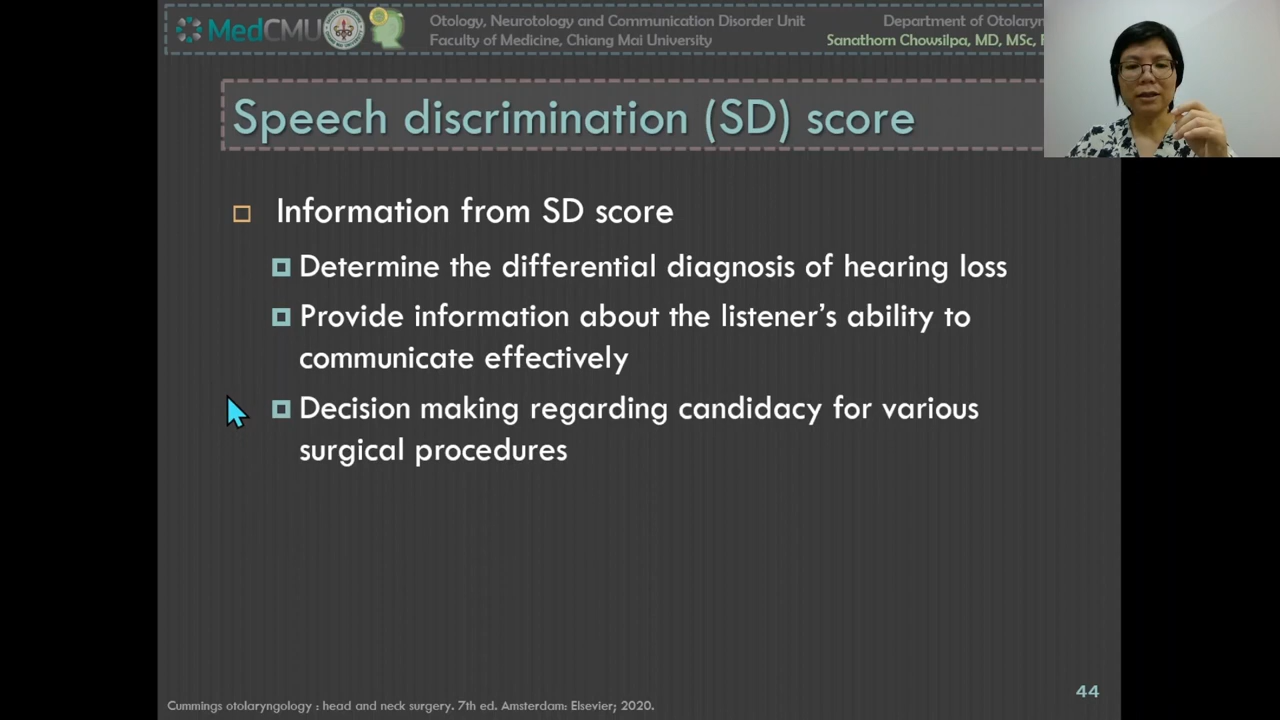 MedCMU
Otology, Neurotology and Communication Disorder Unit
Faculty of Medicine, Chiang Mai University
Department of
Sanathorn Chowsilpa, MD, MSc,
Speech discrimination (SD) score
Information from SD score
Determine the differential diagnosis of hearing loss
Provide information about the listener's ability to
communicate effectively
Decision making regarding candidacy for various
surgical procedures
44
Cummings otolaryngology : head and neck surgery. 7th ed. Amsterdam: Elsevier; 2020.